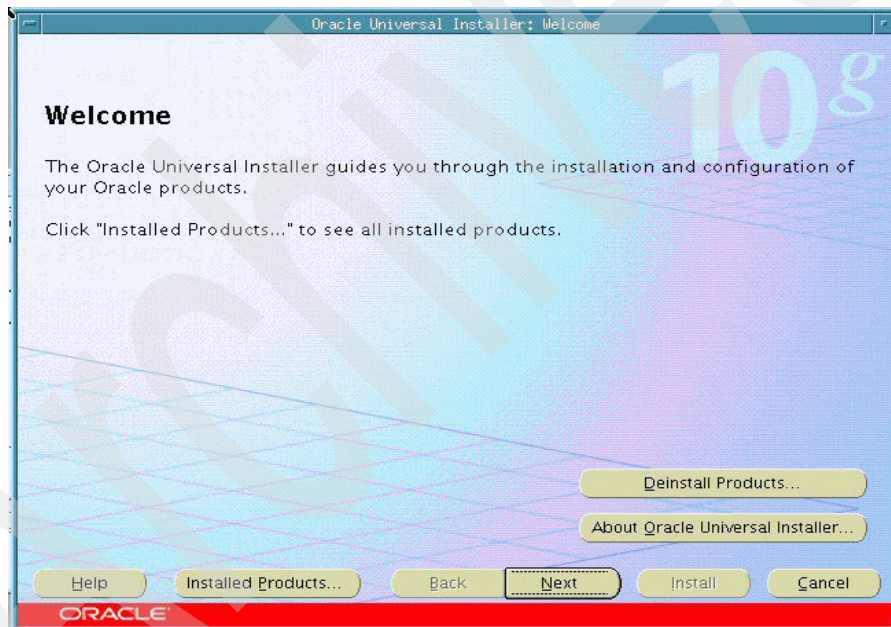 Oracle Universal Installer: Welcome
10g
Welcome
The Oracle Universal Installer guides you through the installation and configuration of
your Oracle products.
Click "Installed Products..." to see all installed products.
Deinstall Products...
About Oracle Universal Installer...
Help Installed Products... Back Next Install Cancel
ORACLE